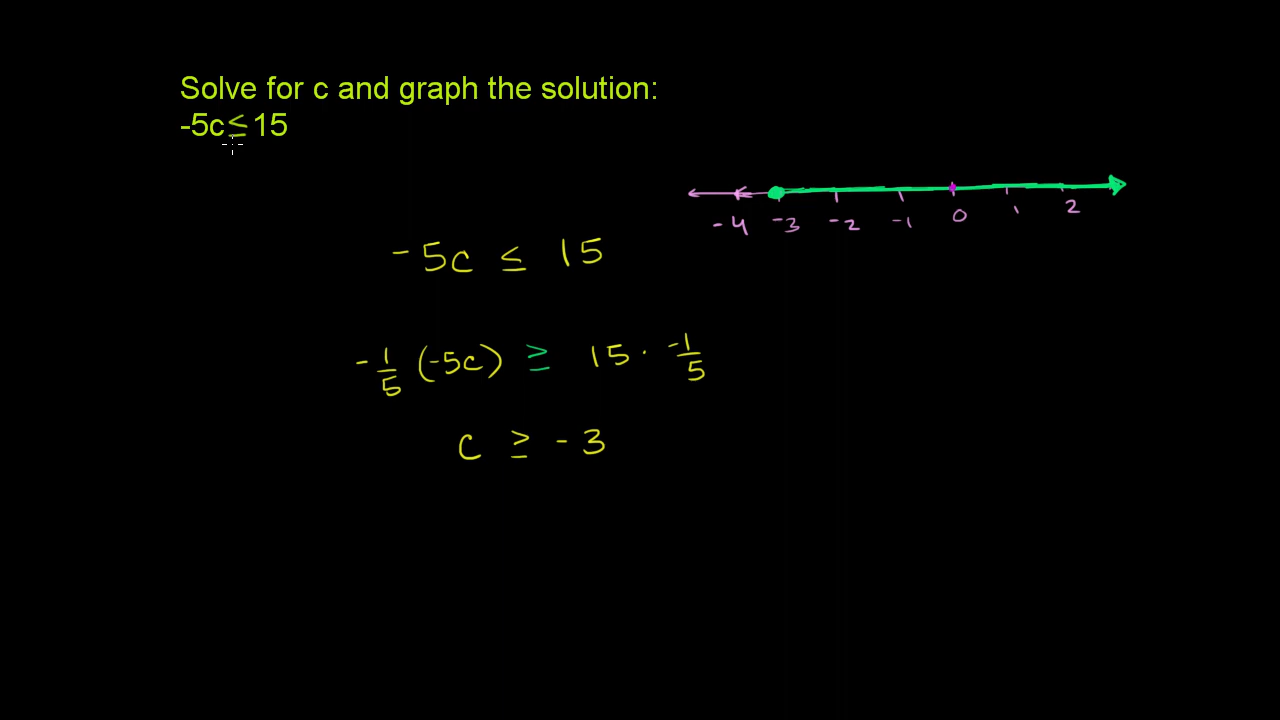 Solve for c and graph the solution:
-5c≤15
-4 -3 -2 -1 0 1 2
-5c ≤ 15
-1/5 (-5c) ≥ 15 · -1/5
c ≥ -3